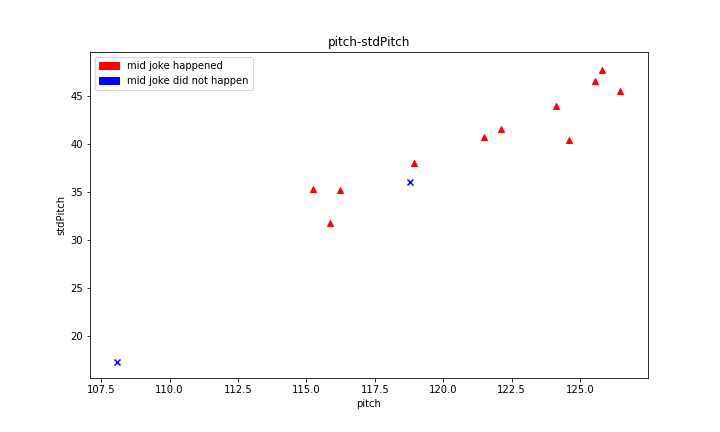 pitch-stdPitch
mid joke happened
mid joke did not happen
45
40
35
30
25
20
stdPitch
107.5 110.0 112.5 115.0 117.5 120.0 122.5 125.0
pitch